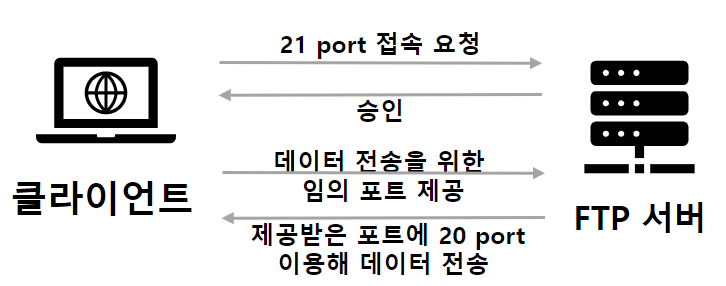 21 port 접속 요청
승인
데이터 전송을 위한
임의 포트 제공
클라이언트
FTP 서버
제공받은 포트에 20 port
이용해 데이터 전송